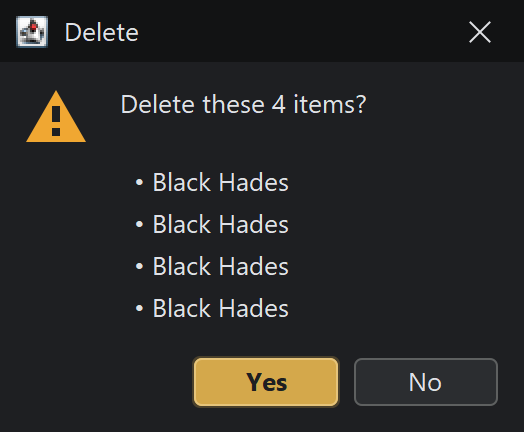 Delete
Delete these 4 items?
• Black Hades
• Black Hades
• Black Hades
• Black Hades
Yes No